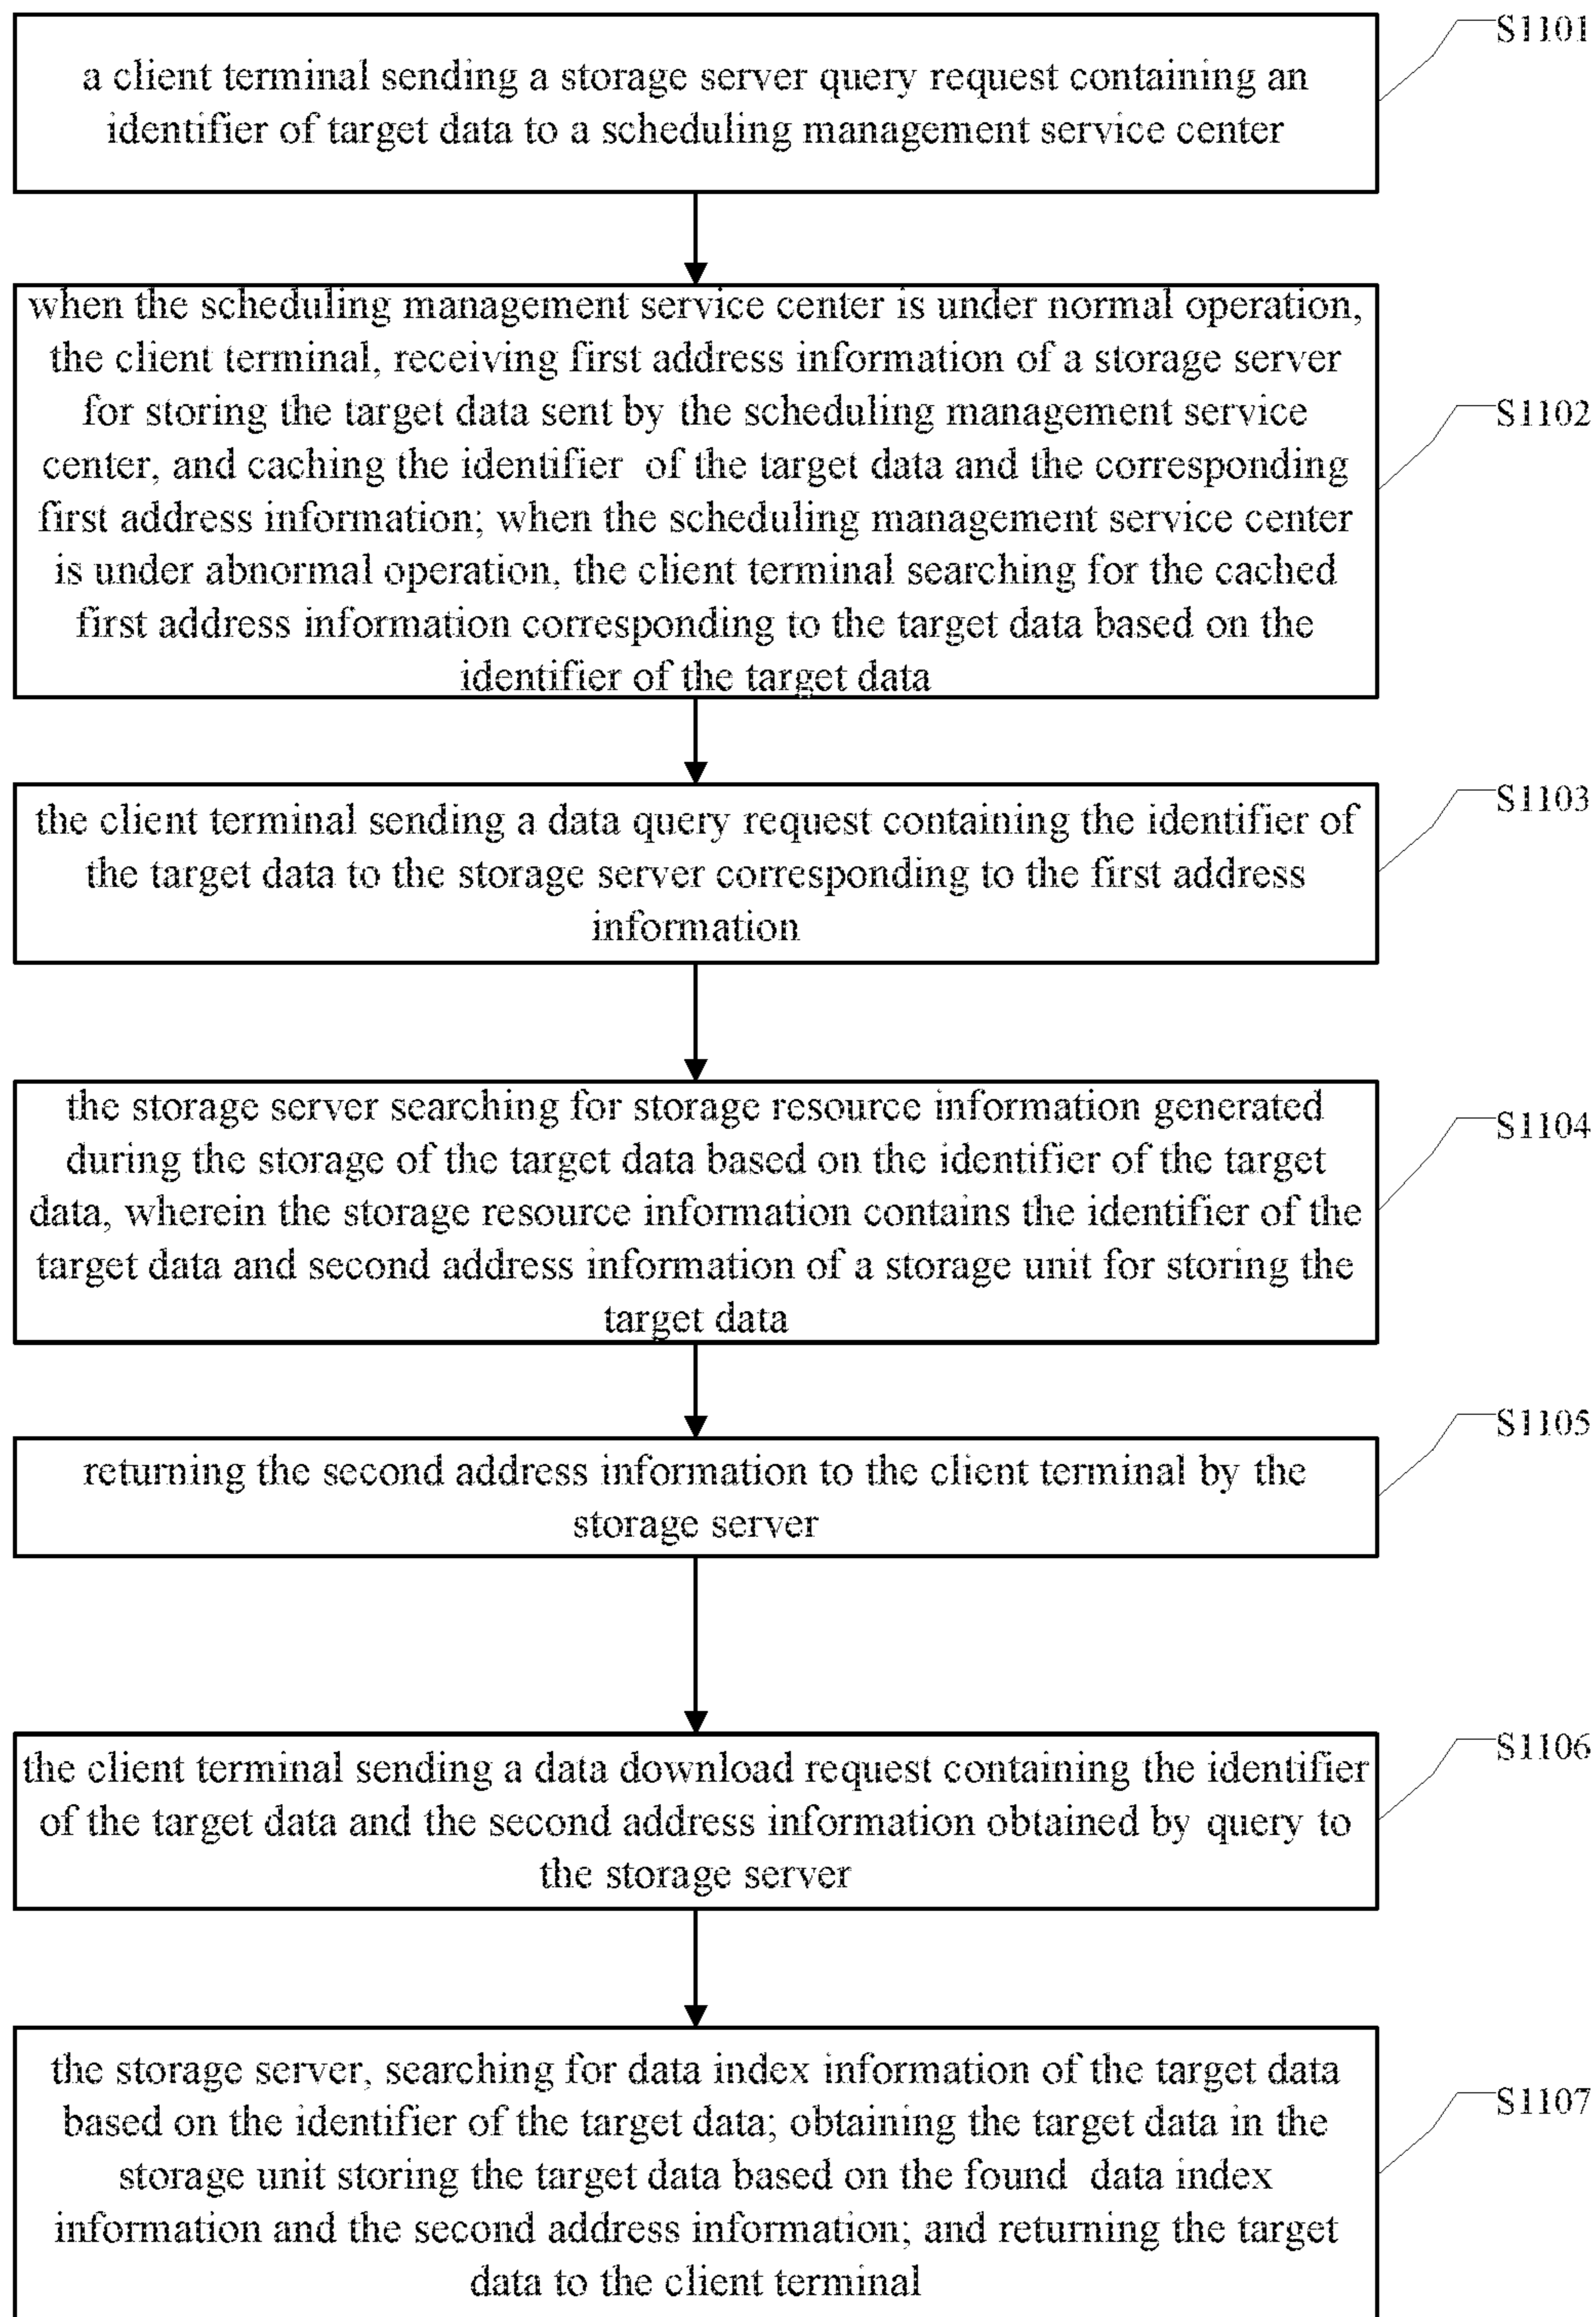 S1101
a client terminal sending a storage server query request containing an
identifier of target data to a scheduling management service center
when the scheduling management service center is under normal operation,
the client terminal, receiving first address information of a storage server
for storing the target data sent by the scheduling management service
center, and caching the identifier of the target data and the corresponding
first address information; when the scheduling management service center
is under abnormal operation, the client terminal searching for the cached
first address information corresponding to the target data based on the
identifier of the target data
S1102
the client terminal sending a data query request containing the identifier of
the target data to the storage server corresponding to the first address
information
S1103
the storage server searching for storage resource information generated
during the storage of the target data based on the identifier of the target
data, wherein the storage resource information contains the identifier of the
target data and second address information of a storage unit for storing the
target data
S1104
returning the second address information to the client terminal by the
storage server
S1105
the client terminal sending a data download request containing the identifier
of the target data and the second address information obtained by query to
the storage server
S1106
the storage server, searching for data index information of the target data
based on the identifier of the target data; obtaining the target data in the
storage unit storing the target data based on the found data index
information and the second address information; and returning the target
data to the client terminal
S1107